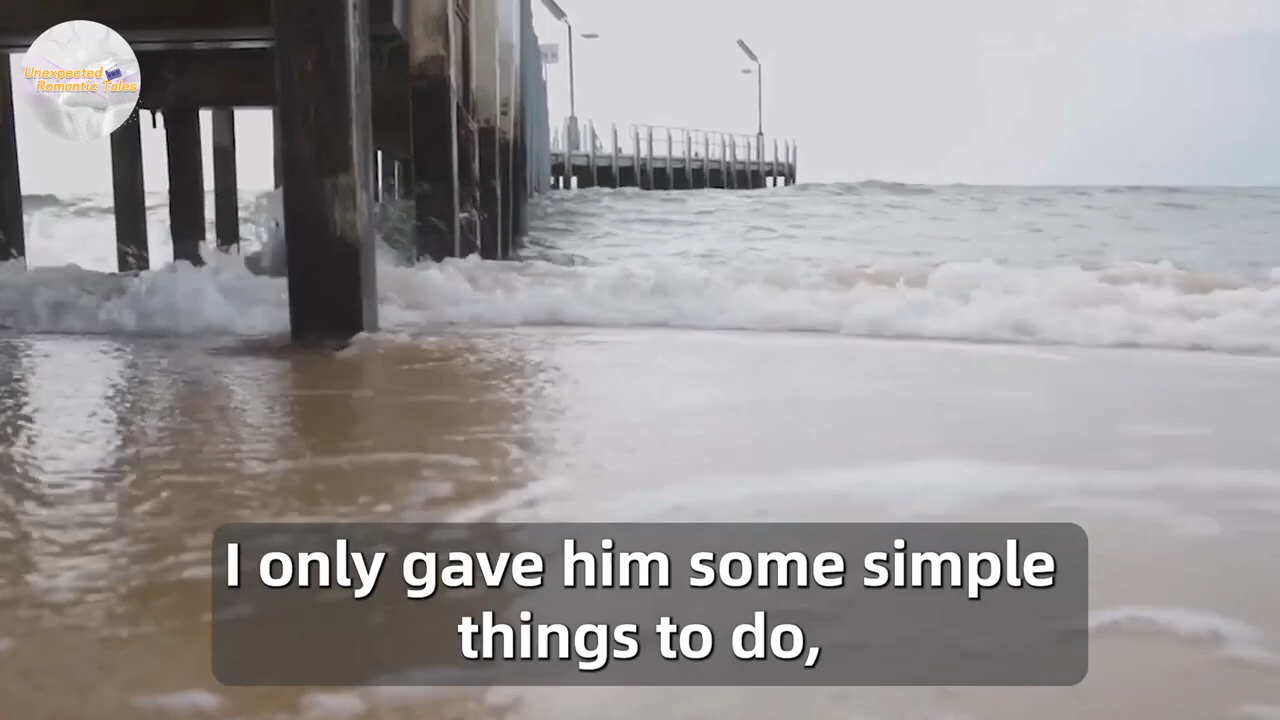 Unexpected
Romantic Tales
I only gave him some simple
things to do,